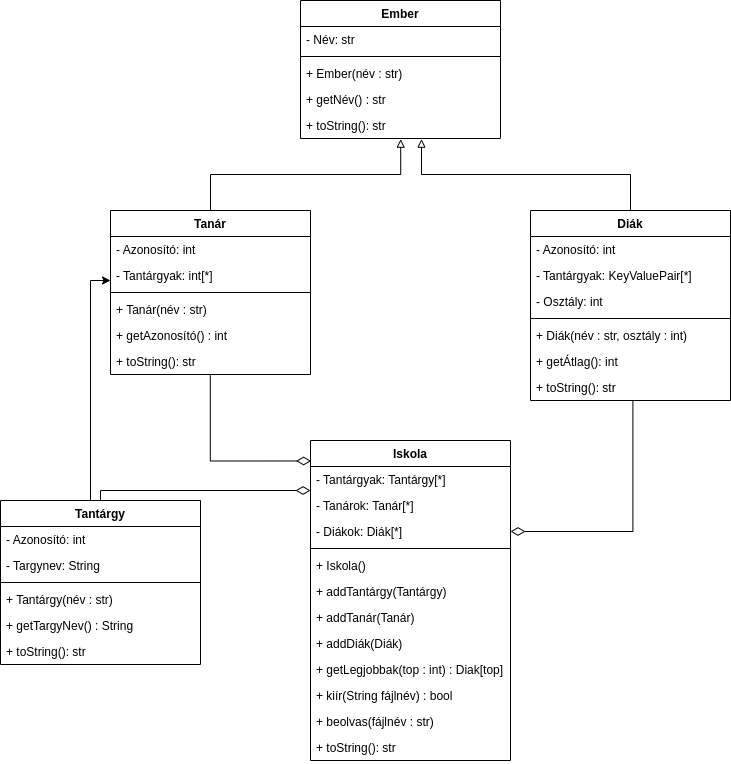 Ember
- Név: str
+ Ember(név : str)
+ getNév() : str
+ toString(): str
Tanár
- Azonosító: int
- Tantárgyak: int[*]
+ Tanár(név : str)
+ getAzonosító() : int
+ toString(): str
Diák
- Azonosító: int
- Tantárgyak: KeyValuePair[*]
- Osztály: int
+ Diák(név : str, osztály : int)
+ getÁtlag(): int
+ toString(): str
Iskola
- Tantárgyak: Tantárgy[*]
- Tanárok: Tanár[*]
- Diákok: Diák[*]
+ Iskola()
+ addTantárgy(Tantárgy)
+ addTanár(Tanár)
+ addDiák(Diák)
+ getLegjobbak(top : int) : Diak[top]
+ kiír(String fájlnév) : bool
+ beolvas(fájlnév : str)
+ toString(): str
Tantárgy
- Azonosító: int
- Targynev: String
+ Tantárgy(név : str)
+ getTargyNev() : String
+ toString(): str